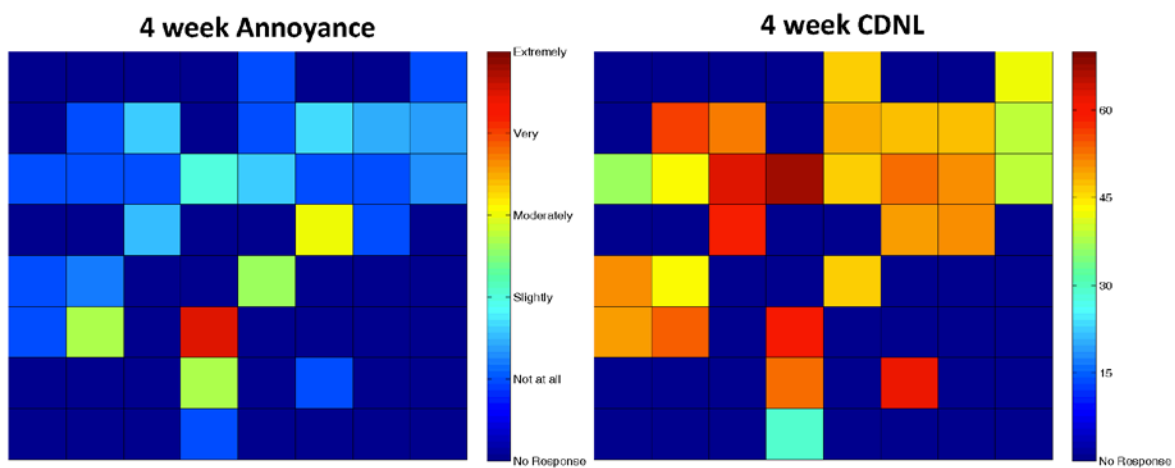 4 week Annoyance
Extremely
Very
Moderately
Slightly
Not at all
No Response
4 week CDNL
60
45
30
15
No Response